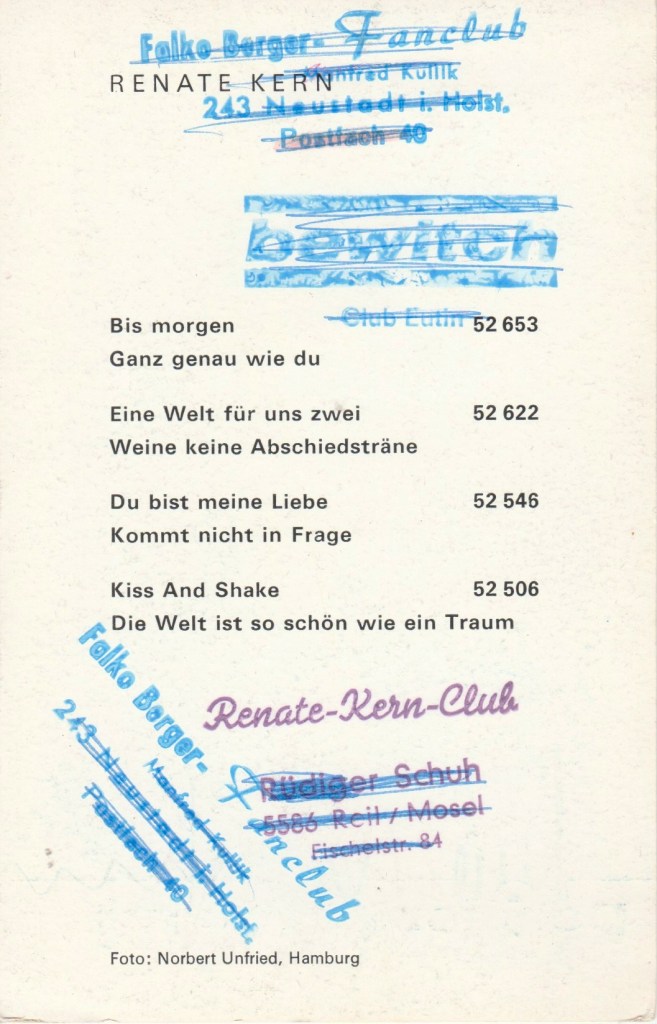 Falko Berger-Fanclub
Manfred Kullik
RENATE KERN
243 Neustadt i. Holst.
Postfach 40
bewitch
Club Eutin
Bis morgen 52 653
Ganz genau wie du
Eine Welt für uns zwei 52 622
Weine keine Abschiedsträne
Du bist meine Liebe 52 546
Kommt nicht in Frage
Kiss And Shake 52 506
Die Welt ist so schön wie ein Traum
Falko Berger-Fanclub
Manfred Kullik
243 Neustadt i. Holst.
Postfach 40
Renate-Kern-Club
Rüdiger Schuh
5586 Reil / Mosel
Fischelstr. 84
Foto: Norbert Unfried, Hamburg